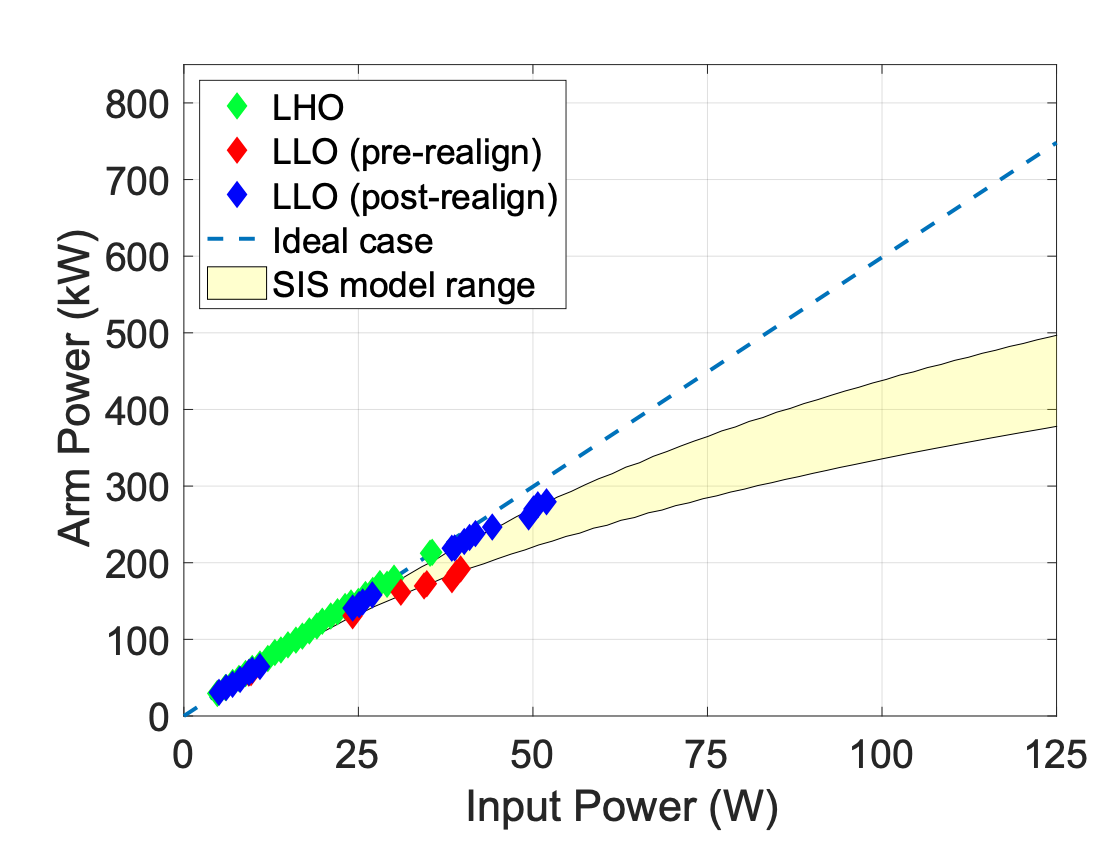 800
700
600
500
400
300
200
100
0
Arm Power (kW)
LHO
LLO (pre-realign)
LLO (post-realign)
Ideal case
SIS model range
0 25 50 75 100 125
Input Power (W)